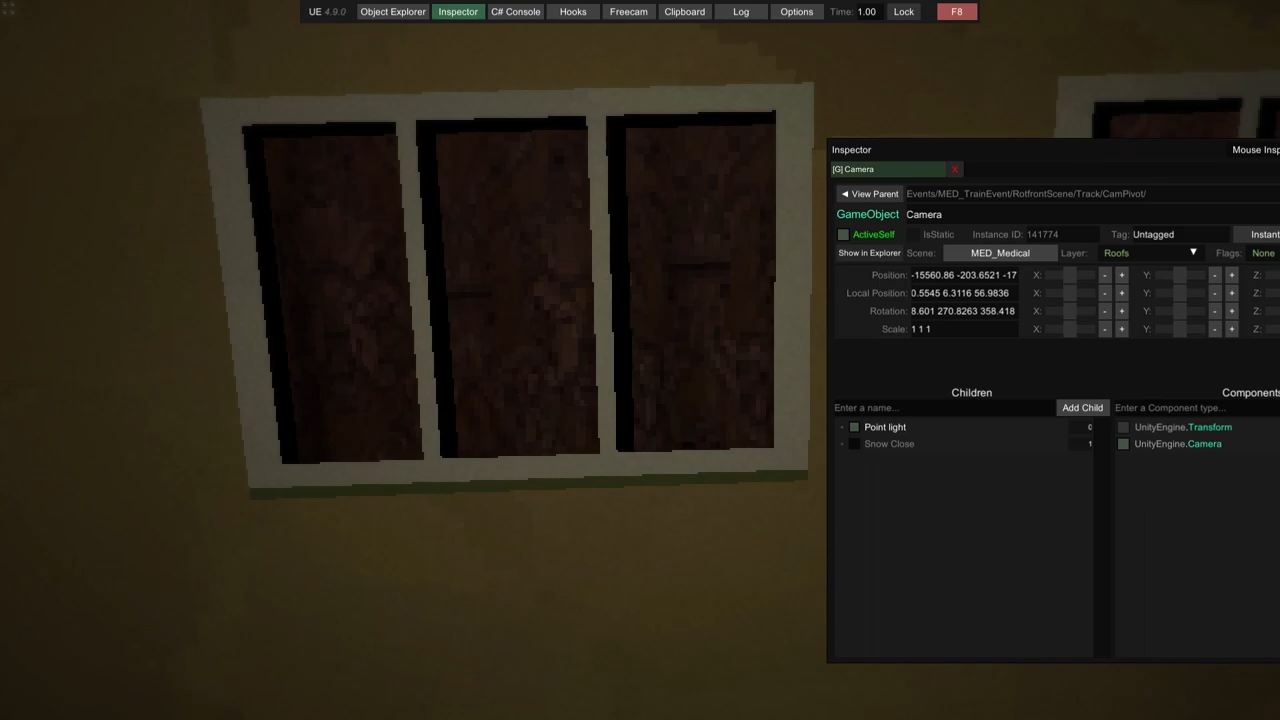 UE 4.9.0 Object Explorer Inspector C# Console Hooks Freecam Clipboard Log Options Time: 1.00 Lock F8
Inspector Mouse Insp
[G] Camera X
◄ View Parent Events/MED_TrainEvent/RotfrontScene/Track/CamPivot/
GameObject Camera
ActiveSelf IsStatic Instance ID: 141774 Tag: Untagged Instant
Show in Explorer Scene: MED_Medical Layer: Roofs ▼ Flags: None
Position: -15560.86 -203.6521 -17 X: - + Y: - + Z:
Local Position: 0.5545 6.3116 56.9836 X: - + Y: - + Z:
Rotation: 8.601 270.8263 358.418 X: - + Y: - + Z:
Scale: 1 1 1 X: - + Y: - + Z:
Children Components
Enter a name... Add Child Enter a Component type...
Point light 0 UnityEngine.Transform
Snow Close 1 UnityEngine.Camera